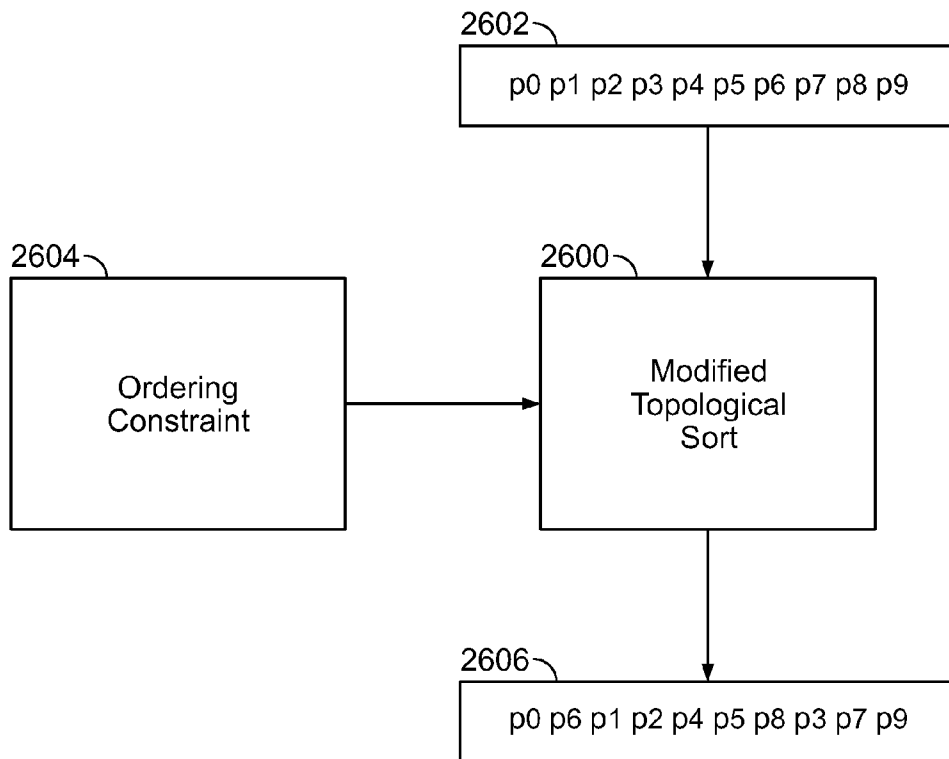 2602
p0 p1 p2 p3 p4 p5 p6 p7 p8 p9
2604
Ordering
Constraint
2600
Modified
Topological
Sort
2606
p0 p6 p1 p2 p4 p5 p8 p3 p7 p9